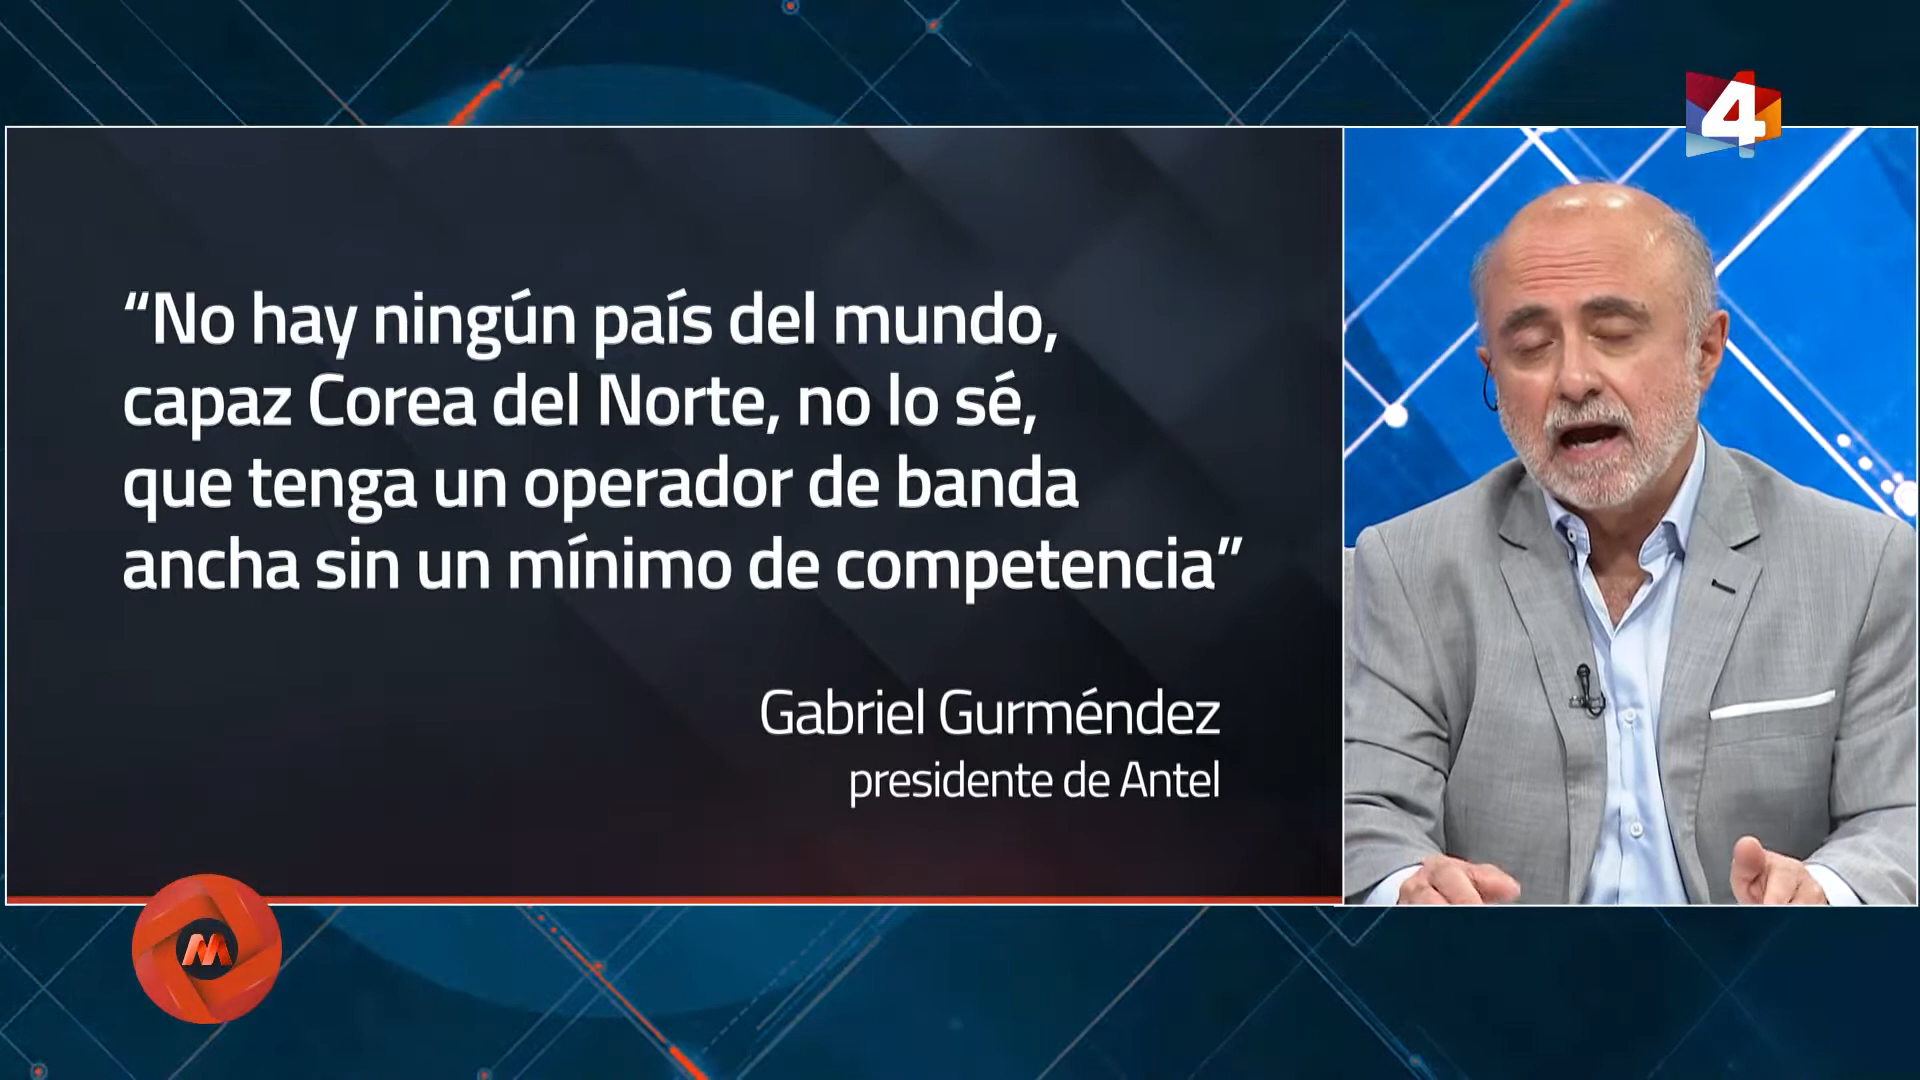 4
“No hay ningún país del mundo,
capaz Corea del Norte, no lo sé,
que tenga un operador de banda
ancha sin un mínimo de competencia”
Gabriel Gurméndez
presidente de Antel
M